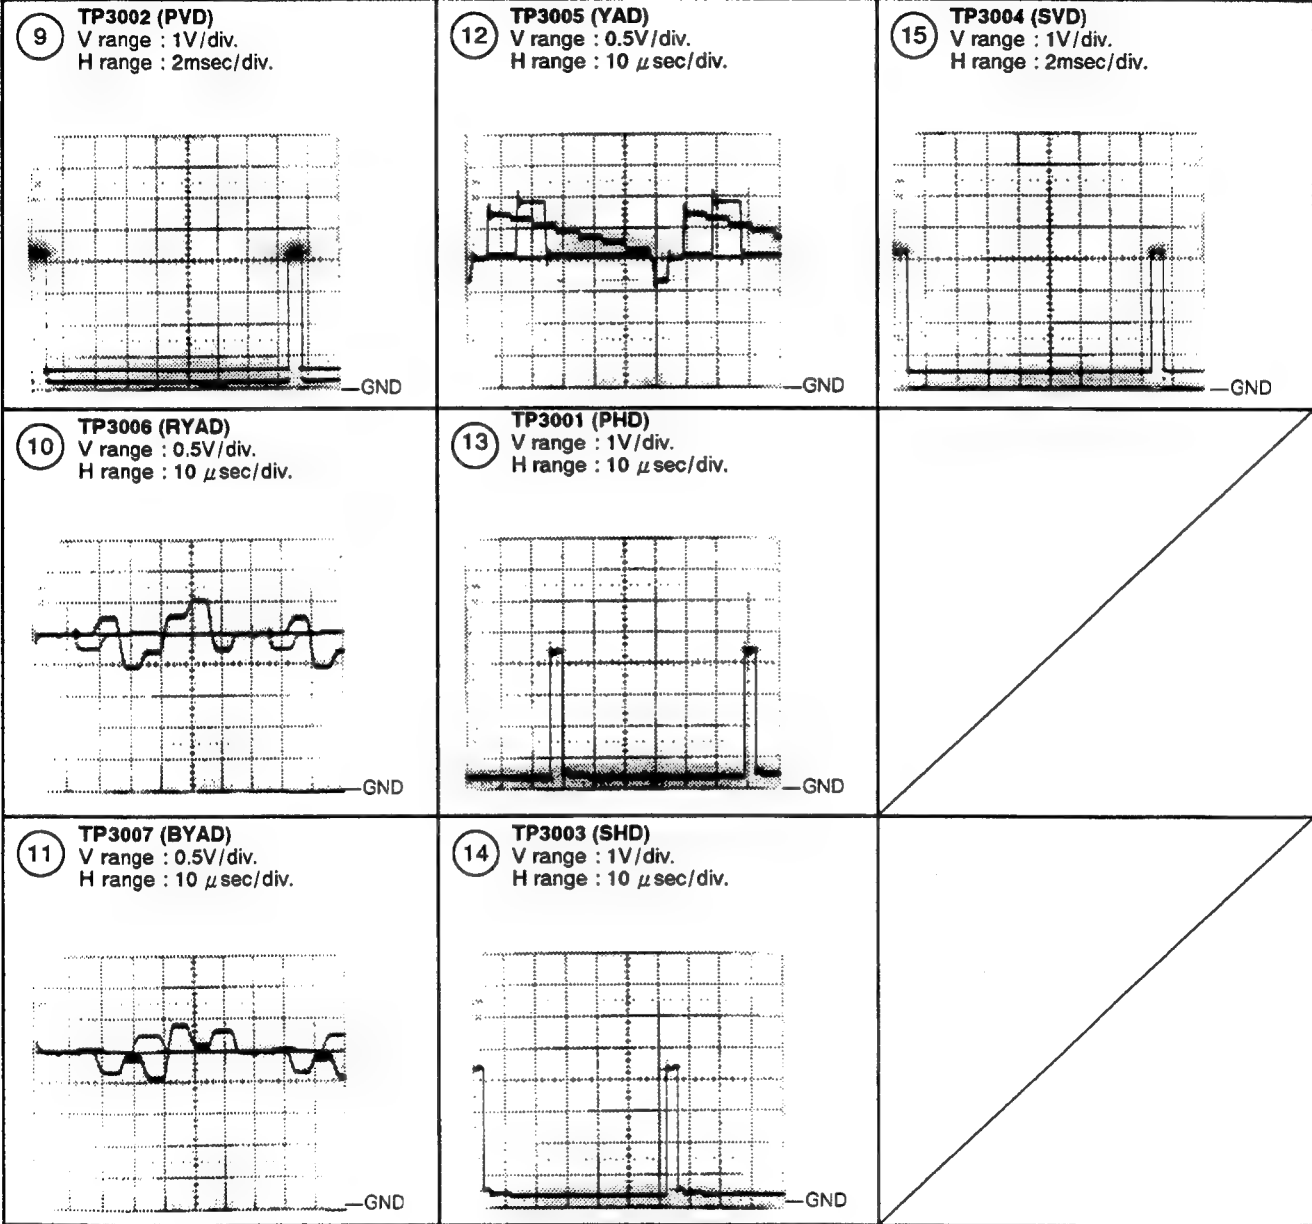 9
TP3002 (PVD)
V range : 1V/div.
H range : 2msec/div.
GND
12
TP3005 (YAD)
V range : 0.5V/div.
H range : 10 μsec/div.
GND
15
TP3004 (SVD)
V range : 1V/div.
H range : 2msec/div.
GND
10
TP3006 (RYAD)
V range : 0.5V/div.
H range : 10 μsec/div.
GND
13
TP3001 (PHD)
V range : 1V/div.
H range : 10 μsec/div.
GND
11
TP3007 (BYAD)
V range : 0.5V/div.
H range : 10 μsec/div.
GND
14
TP3003 (SHD)
V range : 1V/div.
H range : 10 μsec/div.
GND